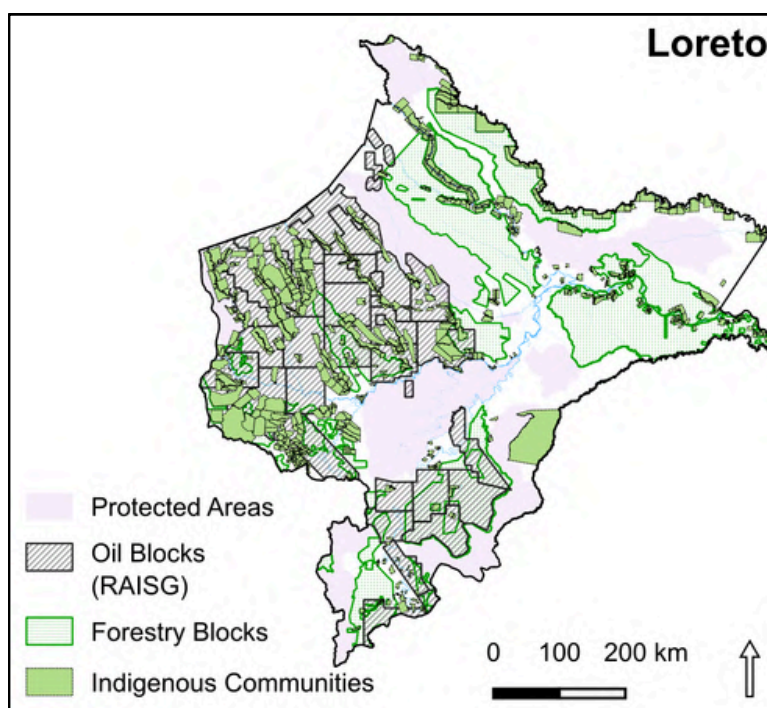 Loreto
Protected Areas
Oil Blocks
(RAISG)
Forestry Blocks
Indigenous Communities
0 100 200 km